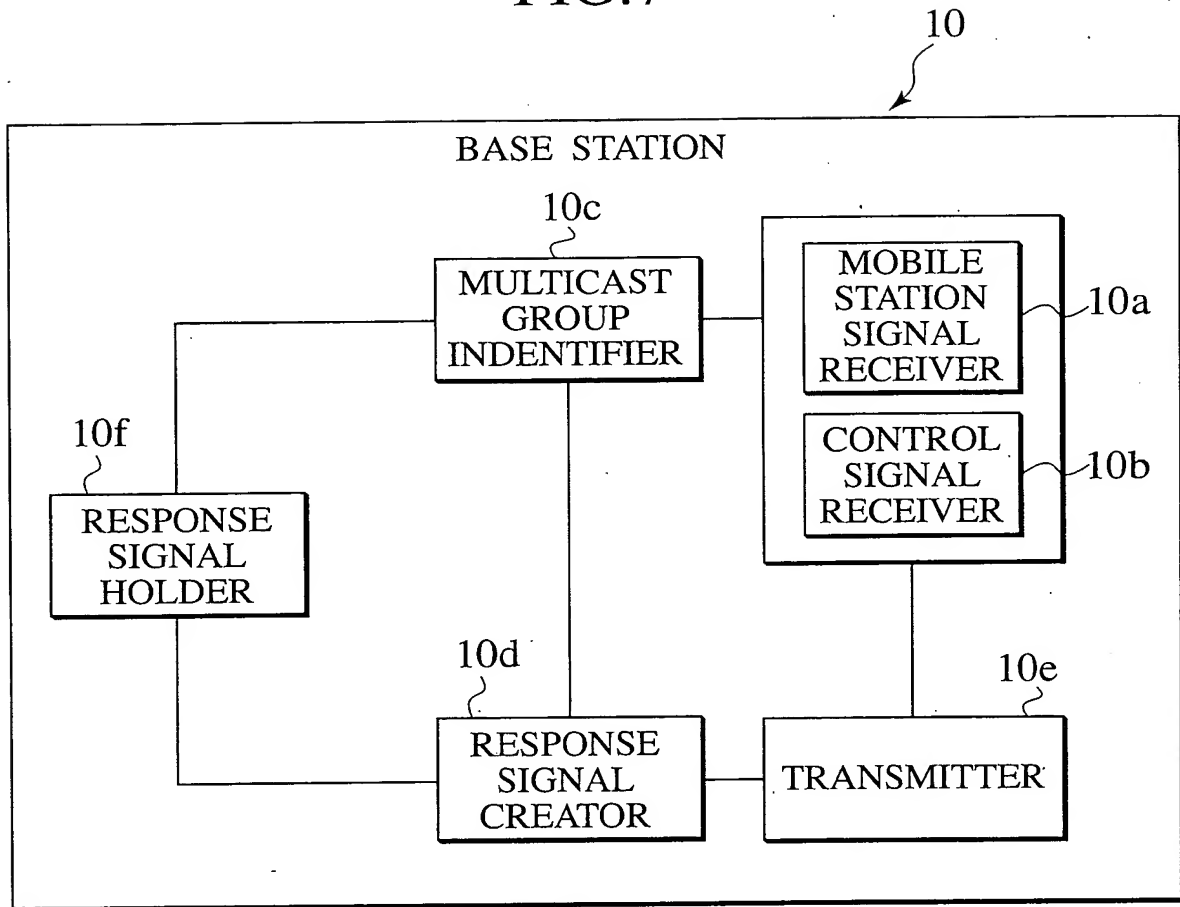 FIG.7
10
BASE STATION
10c
MULTICAST
GROUP
INDENTIFIER
MOBILE
STATION
SIGNAL
RECEIVER
10a
CONTROL
SIGNAL
RECEIVER
10b
10f
RESPONSE
SIGNAL
HOLDER
10d
RESPONSE
SIGNAL
CREATOR
10e
TRANSMITTER